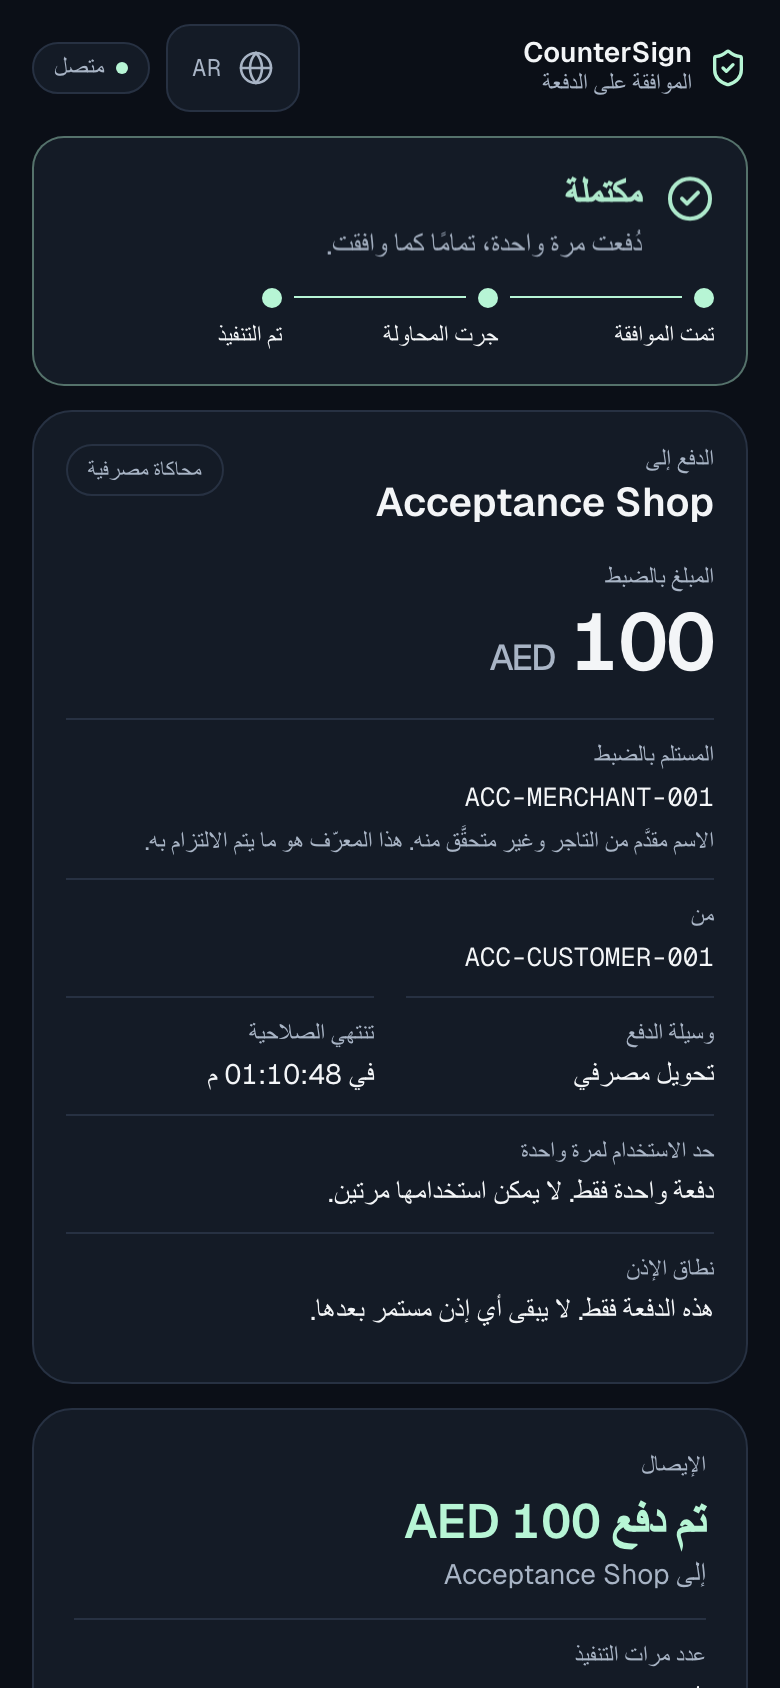 CounterSign
الموافقة على الدفعة
AR
متصل
مكتملة
دُفعت مرة واحدة، تمامًا كما وافقت.
تمت الموافقة
جرت المحاولة
تم التنفيذ
الدفع إلى
محاكاة مصرفية
Acceptance Shop
المبلغ بالضبط
100 AED
المستلم بالضبط
ACC-MERCHANT-001
الاسم مقدَّم من التاجر وغير متحقَّق منه. هذا المعرّف هو ما يتم الالتزام به.
من
ACC-CUSTOMER-001
وسيلة الدفع
تحويل مصرفي
تنتهي الصلاحية
في 01:10:48 م
حد الاستخدام لمرة واحدة
دفعة واحدة فقط. لا يمكن استخدامها مرتين.
نطاق الإذن
هذه الدفعة فقط. لا يبقى أي إذن مستمر بعدها.
الإيصال
تم دفع 100 AED
إلى Acceptance Shop
عدد مرات التنفيذ